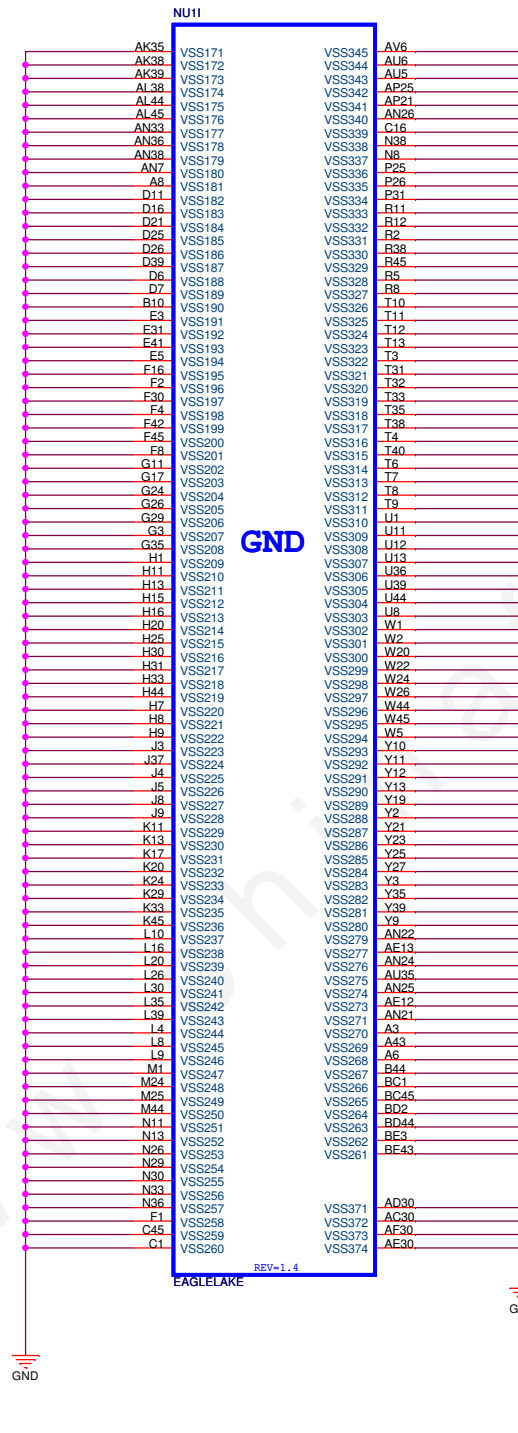 NU1I
AK35 VSS171 VSS345 AV6
AK38 VSS172 VSS344 AU6
AK39 VSS173 VSS343 AU5
AL38 VSS174 VSS342 AP25
AL44 VSS175 VSS341 AP21
AL45 VSS176 VSS340 AN26
AN33 VSS177 VSS339 C16
AN36 VSS178 VSS338 N38
AN38 VSS179 VSS337 N8
AN7 VSS180 VSS336 P25
A8 VSS181 VSS335 P26
D11 VSS182 VSS334 P31
D16 VSS183 VSS333 R11
D21 VSS184 VSS332 R12
D25 VSS185 VSS331 R2
D26 VSS186 VSS330 R38
D39 VSS187 VSS329 R45
D6 VSS188 VSS328 R5
D7 VSS189 VSS327 R8
B10 VSS190 VSS326 T10
E3 VSS191 VSS325 T11
E31 VSS192 VSS324 T12
E41 VSS193 VSS323 T13
E5 VSS194 VSS322 T3
F16 VSS195 VSS321 T31
F2 VSS196 VSS320 T32
F30 VSS197 VSS319 T33
F4 VSS198 VSS318 T35
F42 VSS199 VSS317 T38
F45 VSS200 VSS316 T4
F8 VSS201 VSS315 T40
G11 VSS202 VSS314 T6
G17 VSS203 VSS313 T7
G24 VSS204 VSS312 T8
G26 VSS205 VSS311 T9
G29 VSS206 VSS310 U1
G3 VSS207 GND VSS309 U11
G35 VSS208 VSS308 U12
H1 VSS209 VSS307 U13
H11 VSS210 VSS306 U36
H13 VSS211 VSS305 U39
H15 VSS212 VSS304 U44
H16 VSS213 VSS303 U8
H20 VSS214 VSS302 W1
H25 VSS215 VSS301 W2
H30 VSS216 VSS300 W20
H31 VSS217 VSS299 W22
H33 VSS218 VSS298 W24
H44 VSS219 VSS297 W26
H7 VSS220 VSS296 W44
H8 VSS221 VSS295 W45
H9 VSS222 VSS294 W5
J3 VSS223 VSS293 Y10
J37 VSS224 VSS292 Y11
J4 VSS225 VSS291 Y12
J5 VSS226 VSS290 Y13
J8 VSS227 VSS289 Y19
J9 VSS228 VSS288 Y2
K11 VSS229 VSS287 Y21
K13 VSS230 VSS286 Y23
K17 VSS231 VSS285 Y25
K20 VSS232 VSS284 Y27
K24 VSS233 VSS283 Y3
K29 VSS234 VSS282 Y35
K33 VSS235 VSS281 Y39
K45 VSS236 VSS280 Y9
L10 VSS237 VSS279 AN22
L16 VSS238 VSS277 AE13
L20 VSS239 VSS276 AN24
L26 VSS240 VSS275 AU35
L30 VSS241 VSS274 AN25
L35 VSS242 VSS273 AE12
L39 VSS243 VSS271 AN21
L4 VSS244 VSS270 A3
L8 VSS245 VSS269 A43
L9 VSS246 VSS268 A6
M1 VSS247 VSS267 B44
M24 VSS248 VSS266 BC1
M25 VSS249 VSS265 BC45
M44 VSS250 VSS264 BD2
N11 VSS251 VSS263 BD44
N13 VSS252 VSS262 BE3
N26 VSS253 VSS261 BE43
N29 VSS254
N30 VSS255
N33 VSS256
N36 VSS257 VSS371 AD30
F1 VSS258 VSS372 AC30
C45 VSS259 VSS373 AF30
C1 VSS260 VSS374 AE30
REV=1.4
EAGLELAKE
G
GND